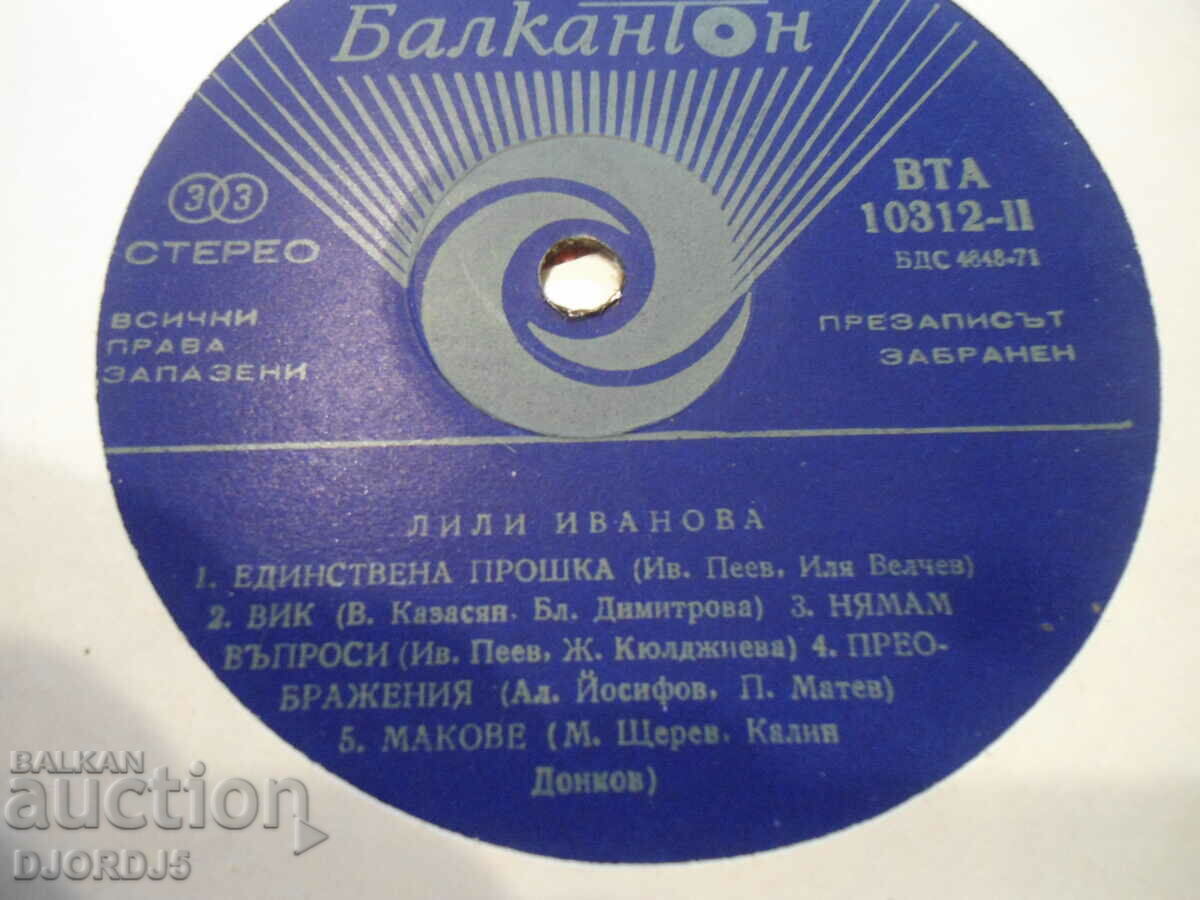 Балкантон
33
СТЕРЕО
ВСИЧКИ
ПРАВА
ЗАПАЗЕНИ
ВТА
10312-II
БДС 4848-71
ПРЕЗАПИСЪТ
ЗАБРАНЕН
ЛИЛИ ИВАНОВА
1. ЕДИНСТВЕНА ПРОШКА (Ив. Пеев, Иля Велчев)
2. ВИК (В. Казасян, Бл. Димитрова) 3. НЯМАМ
ВЪПРОСИ (Ив. Пеев, Ж. Кюлджиева) 4. ПРЕО-
БРАЖЕНИЯ (Ал. Йосифов, П. Матев)
5. МАКОВЕ (М. Щерев, Калин
Донков)
BALKAN
auction
DJORDJ5